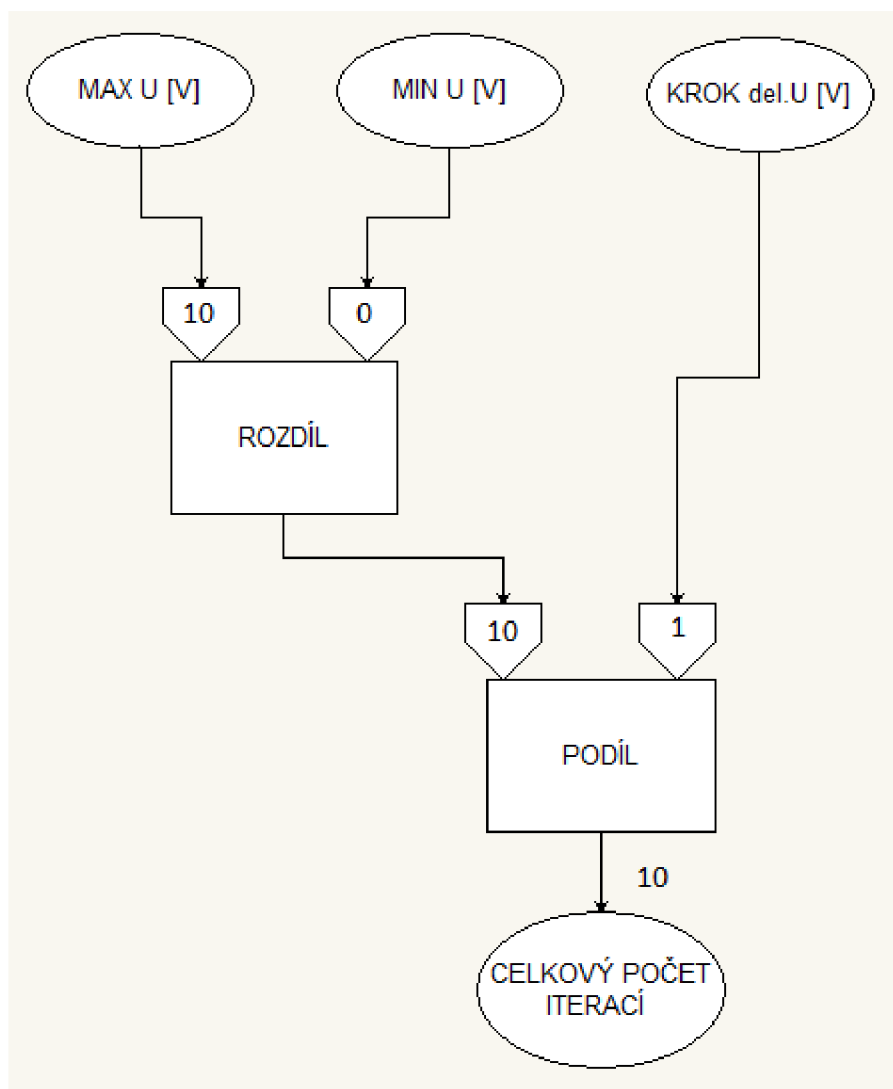 MAX U [V]
MIN U [V]
KROK del.U [V]
10
0
ROZDÍL
10
1
PODÍL
10
CELKOVÝ POČET
ITERACÍ